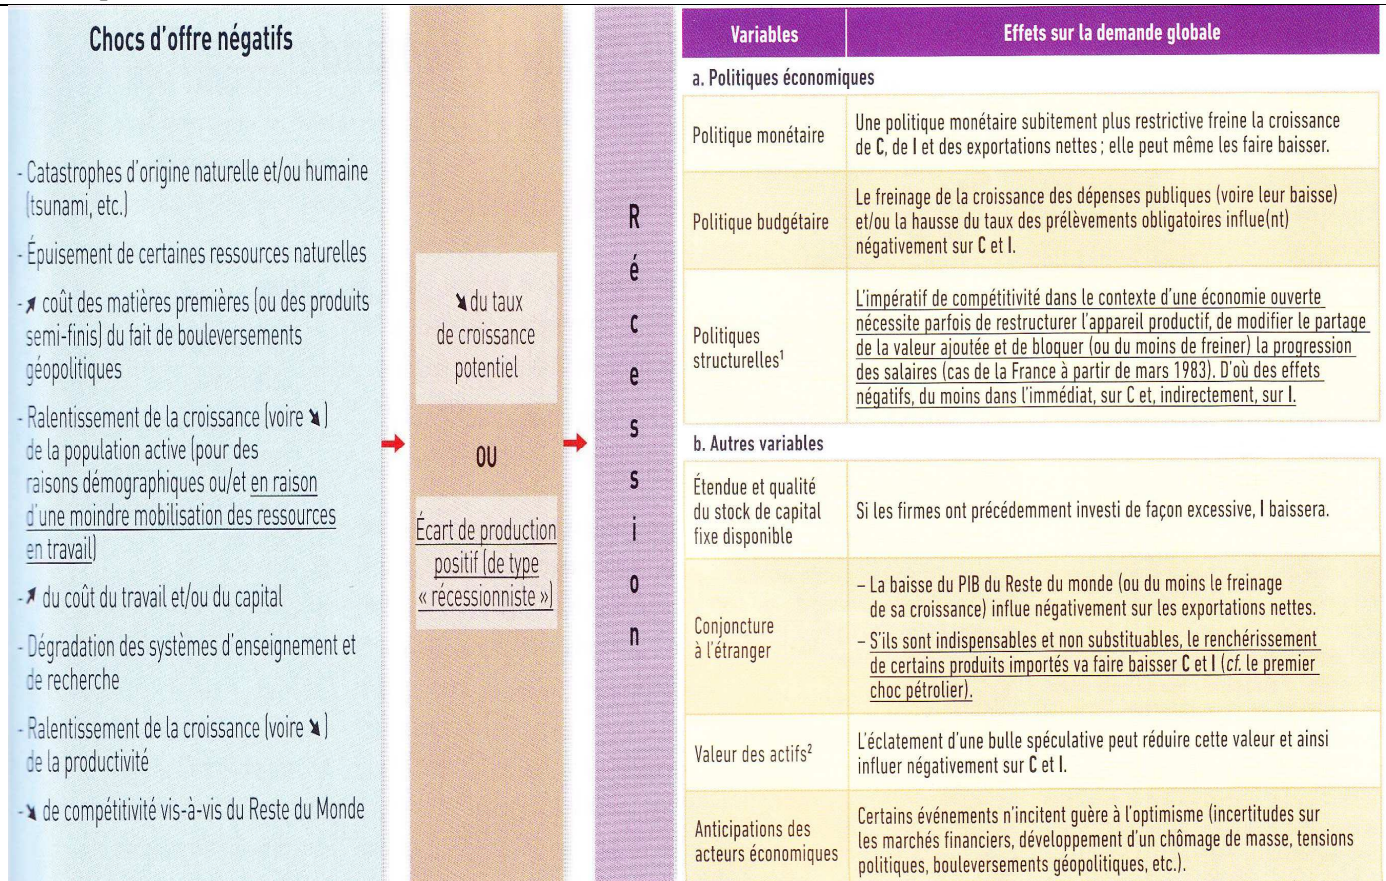 Chocs d'offre négatifs
- Catastrophes d'origine naturelle et/ou humaine
(tsunami, etc.)
- Épuisement de certaines ressources naturelles
- ↗ coût des matières premières (ou des produits
semi-finis) du fait de bouleversements
géopolitiques
- Ralentissement de la croissance (voire ↘)
de la population active (pour des
raisons démographiques ou/et en raison
d'une moindre mobilisation des ressources
en travail)
- ↗ du coût du travail et/ou du capital
- Dégradation des systèmes d'enseignement et
de recherche
- Ralentissement de la croissance (voire ↘)
de la productivité
- ↘ de compétitivité vis-à-vis du Reste du Monde
↘ du taux
de croissance
potentiel
OU
Écart de production
positif (de type
« récessionniste »)
Récession
Variables
Effets sur la demande globale
a. Politiques économiques
Politique monétaire
Une politique monétaire subitement plus restrictive freine la croissance
de C, de I et des exportations nettes ; elle peut même les faire baisser.
Politique budgétaire
Le freinage de la croissance des dépenses publiques (voire leur baisse)
et/ou la hausse du taux des prélèvements obligatoires influe(nt)
négativement sur C et I.
Politiques
structurelles¹
L'impératif de compétitivité dans le contexte d'une économie ouverte
nécessite parfois de restructurer l'appareil productif, de modifier le partage
de la valeur ajoutée et de bloquer (ou du moins de freiner) la progression
des salaires (cas de la France à partir de mars 1983). D'où des effets
négatifs, du moins dans l'immédiat, sur C et, indirectement, sur I.
b. Autres variables
Étendue et qualité
du stock de capital
fixe disponible
Si les firmes ont précédemment investi de façon excessive, I baissera.
Conjoncture
à l'étranger
– La baisse du PIB du Reste du monde (ou du moins le freinage
de sa croissance) influe négativement sur les exportations nettes.
– S'ils sont indispensables et non substituables, le renchérissement
de certains produits importés va faire baisser C et I (cf. le premier
choc pétrolier).
Valeur des actifs²
L'éclatement d'une bulle spéculative peut réduire cette valeur et ainsi
influer négativement sur C et I.
Anticipations des
acteurs économiques
Certains événements n'incitent guère à l'optimisme (incertitudes sur
les marchés financiers, développement d'un chômage de masse, tensions
politiques, bouleversements géopolitiques, etc.).